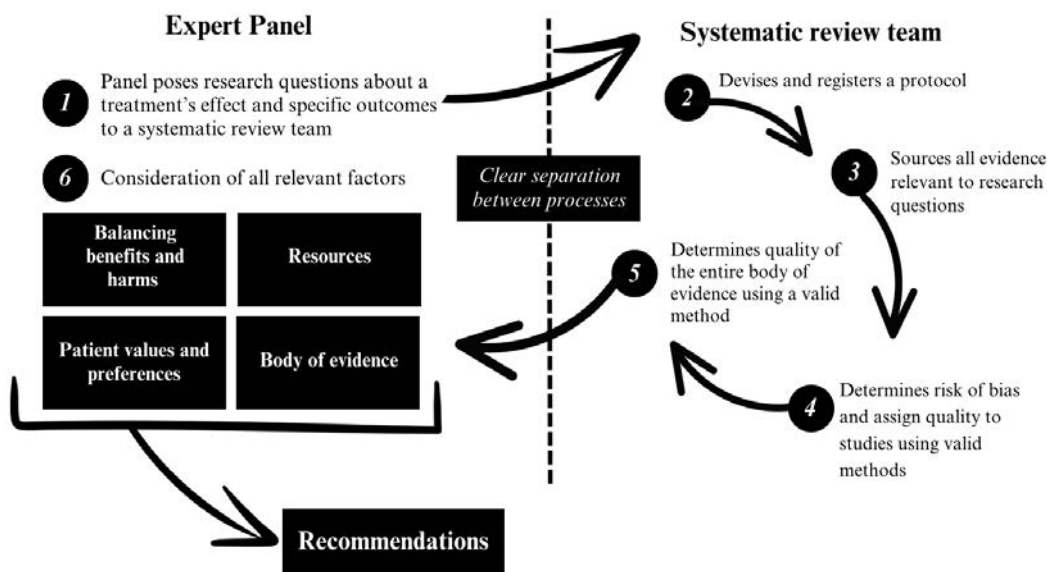 Expert Panel
1
Panel poses research questions about a
treatment's effect and specific outcomes
to a systematic review team
6
Consideration of all relevant factors
Balancing
benefits and
harms
Resources
Patient values and
preferences
Body of evidence
Recommendations
Clear separation
between processes
Systematic review team
2
Devises and registers a protocol
3
Sources all evidence
relevant to research
questions
4
Determines risk of bias
and assign quality to
studies using valid
methods
5
Determines quality of
the entire body of
evidence using a valid
method